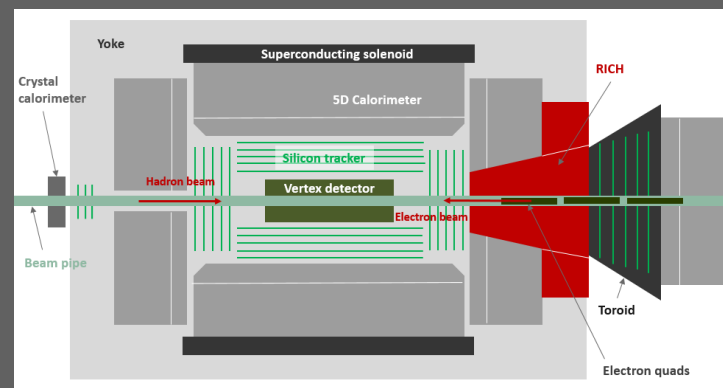 Yoke
Superconducting solenoid
Crystal
calorimeter
RICH
5D Calorimeter
Silicon tracker
Hadron beam
Vertex detector
Electron beam
Beam pipe
Toroid
Electron quads